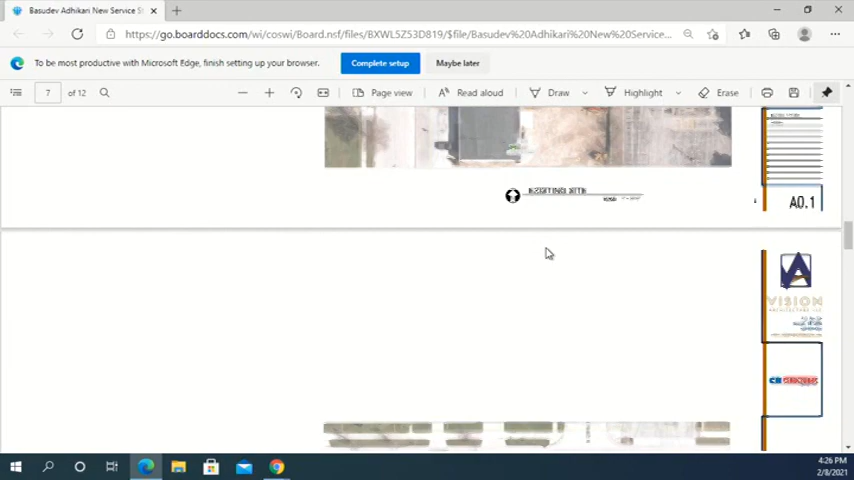 Basudev Adhikari New Service St
https://go.boarddocs.com/wi/coswi/Board.nsf/files/BXWL5Z53D819/$file/Basudev%20Adhikari%20New%20Service...
To be most productive with Microsoft Edge, finish setting up your browser.
Complete setup
Maybe later
7
of 12
Page view
Read aloud
Draw
Highlight
Erase
EXISTING SITE
A0.1
VISION
4:26 PM
2/8/2021